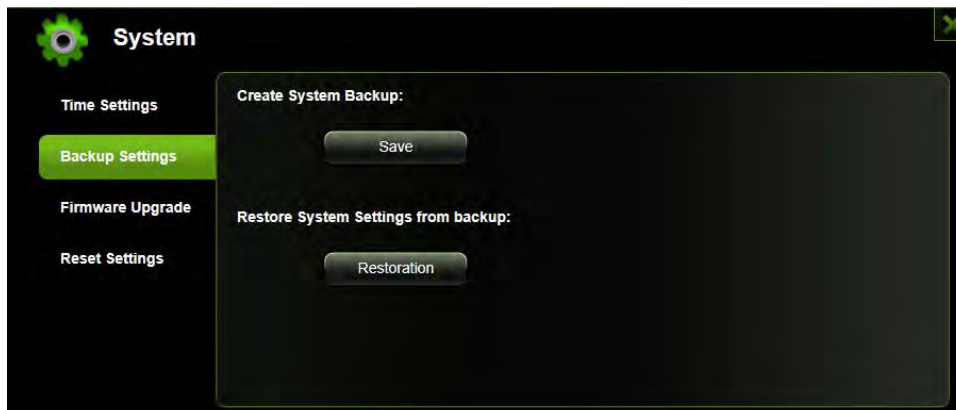 System
Time Settings
Backup Settings
Firmware Upgrade
Reset Settings
Create System Backup:
Save
Restore System Settings from backup:
Restoration